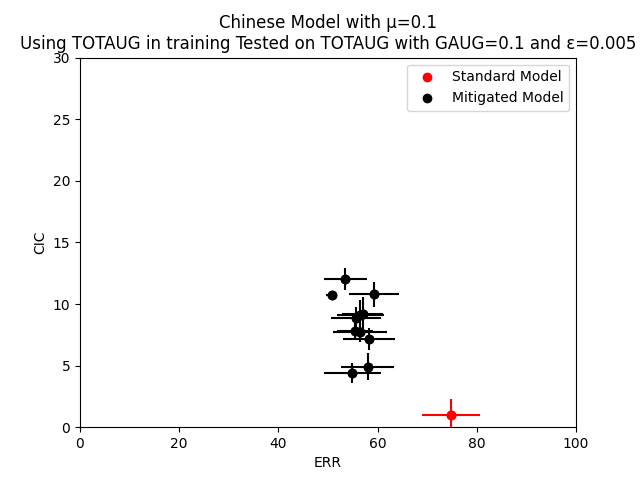 Chinese Model with μ=0.1
Using TOTAUG in training Tested on TOTAUG with GAUG=0.1 and ε=0.005
Standard Model
Mitigated Model
30
25
20
15
10
5
0
CIC
0 20 40 60 80 100
ERR